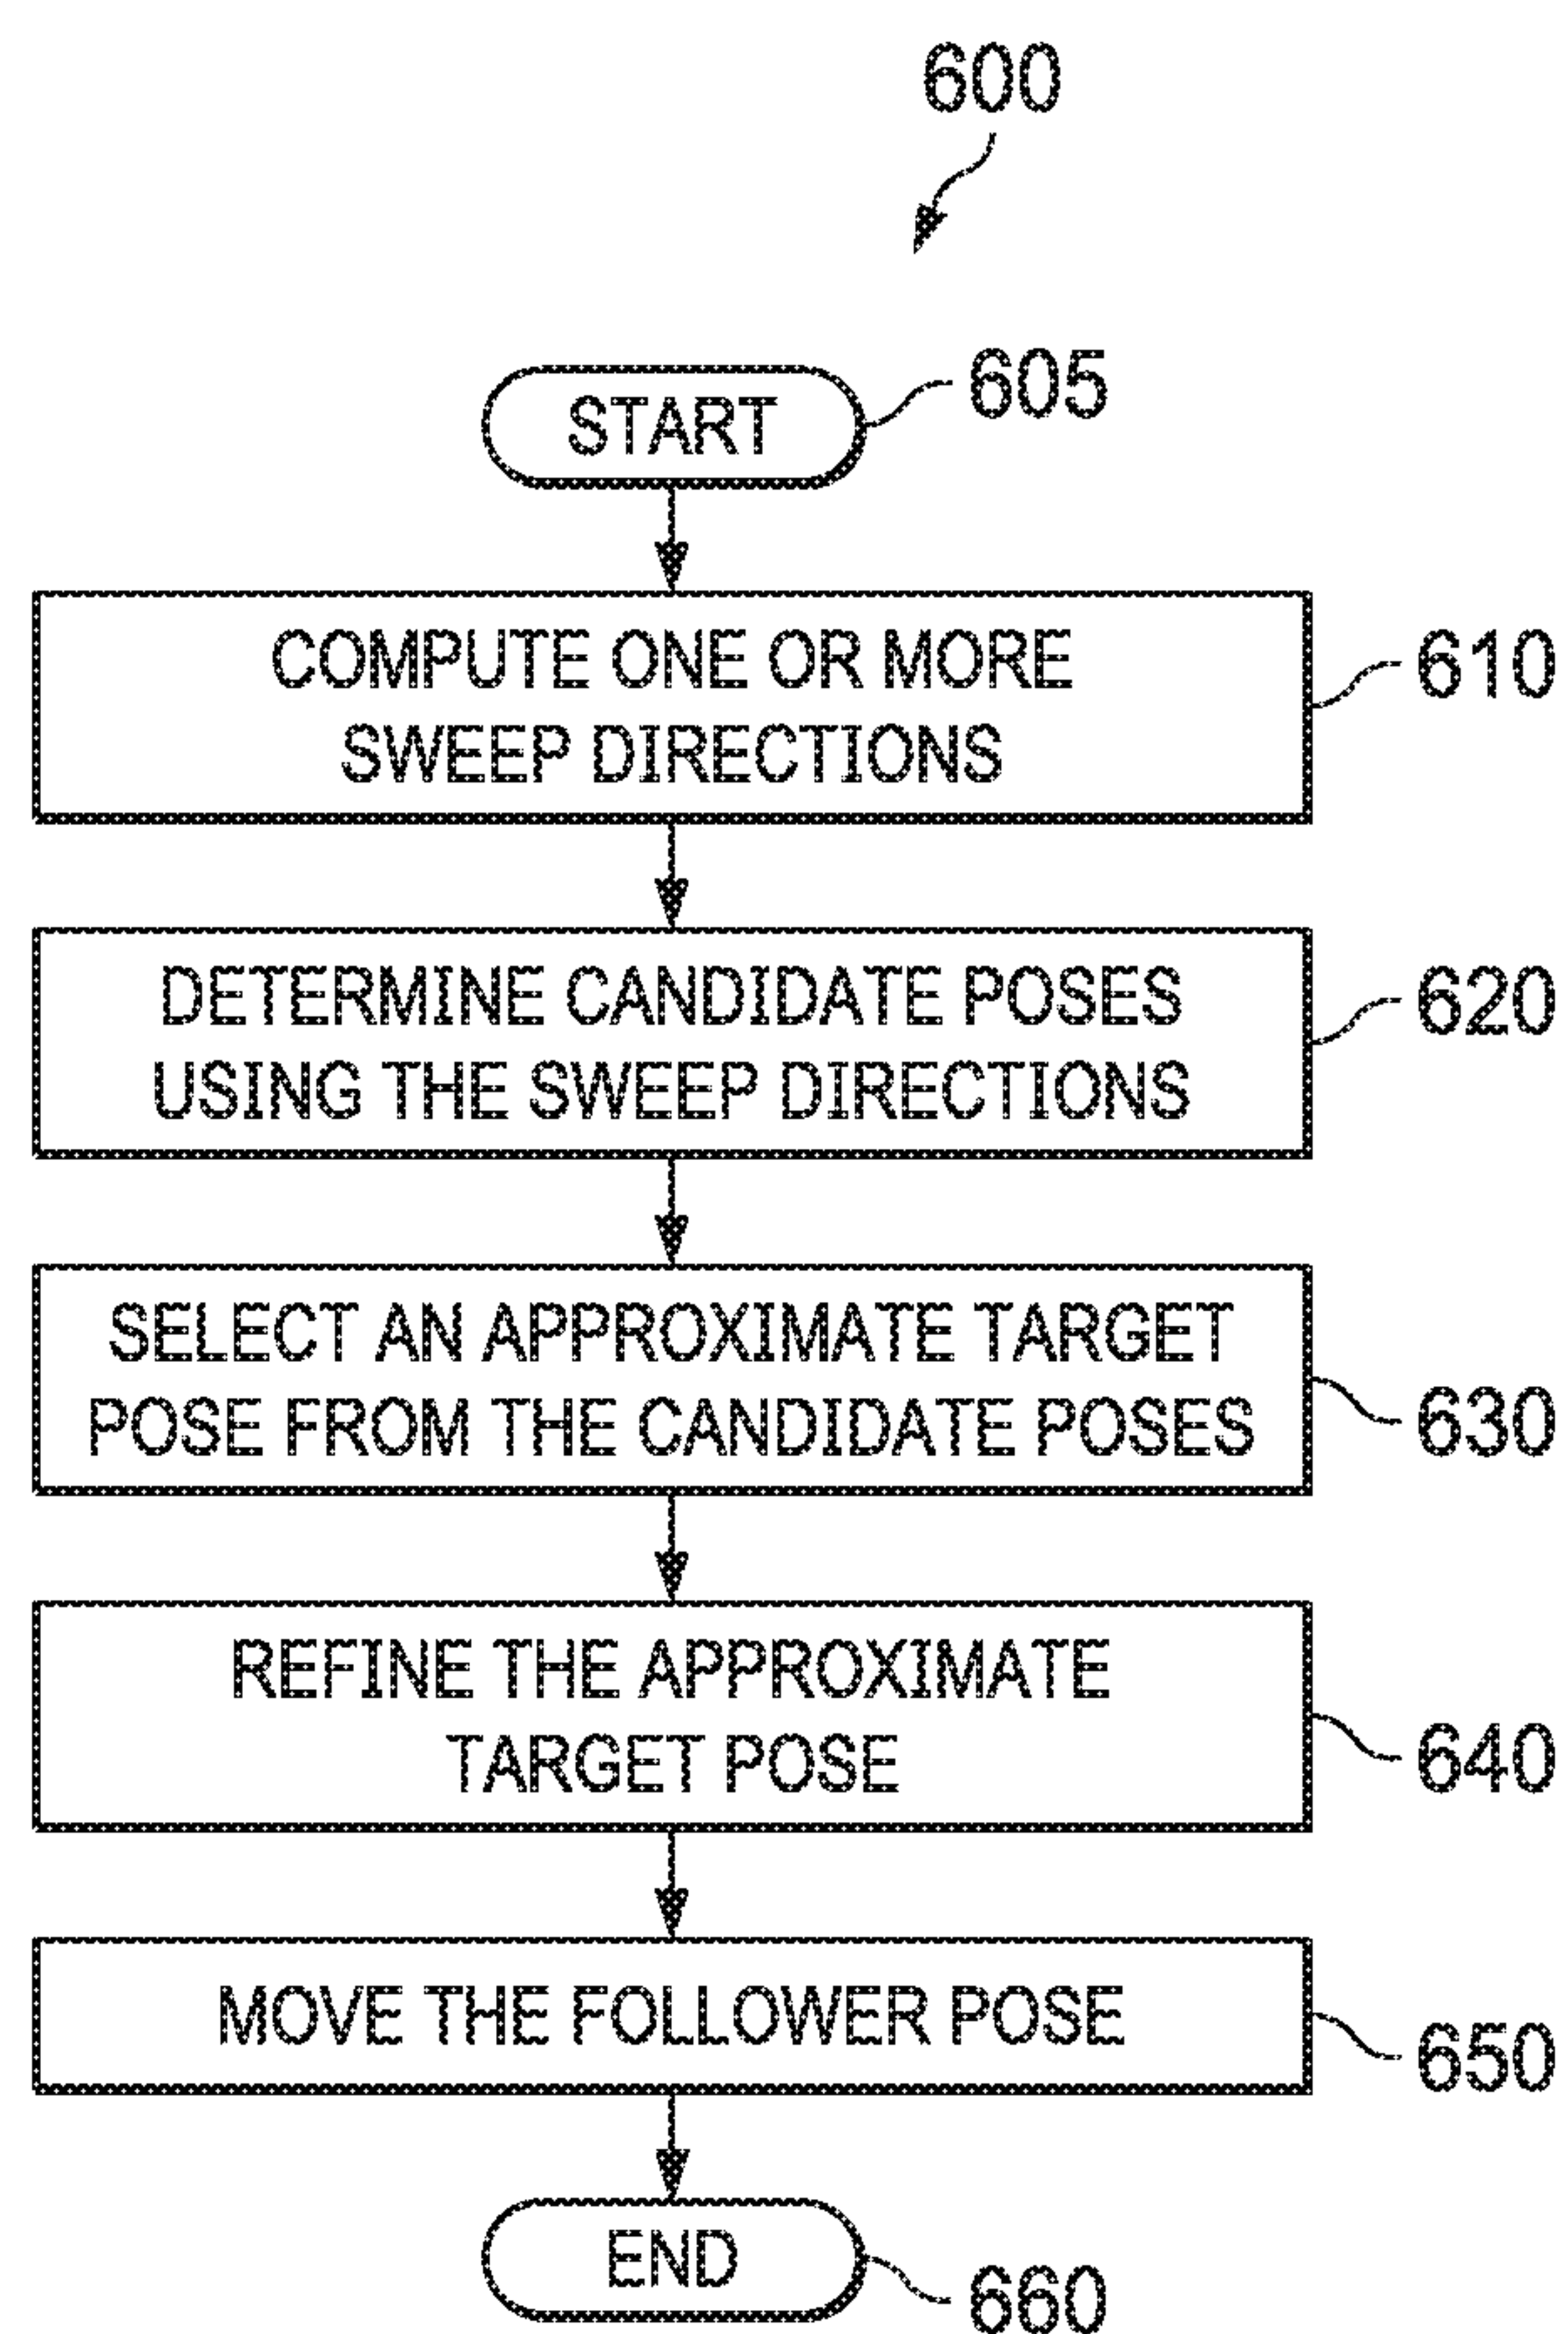 600
START
605
COMPUTE ONE OR MORE
SWEEP DIRECTIONS
610
DETERMINE CANDIDATE POSES
USING THE SWEEP DIRECTIONS
620
SELECT AN APPROXIMATE TARGET
POSE FROM THE CANDIDATE POSES
630
REFINE THE APPROXIMATE
TARGET POSE
640
MOVE THE FOLLOWER POSE
650
END
660